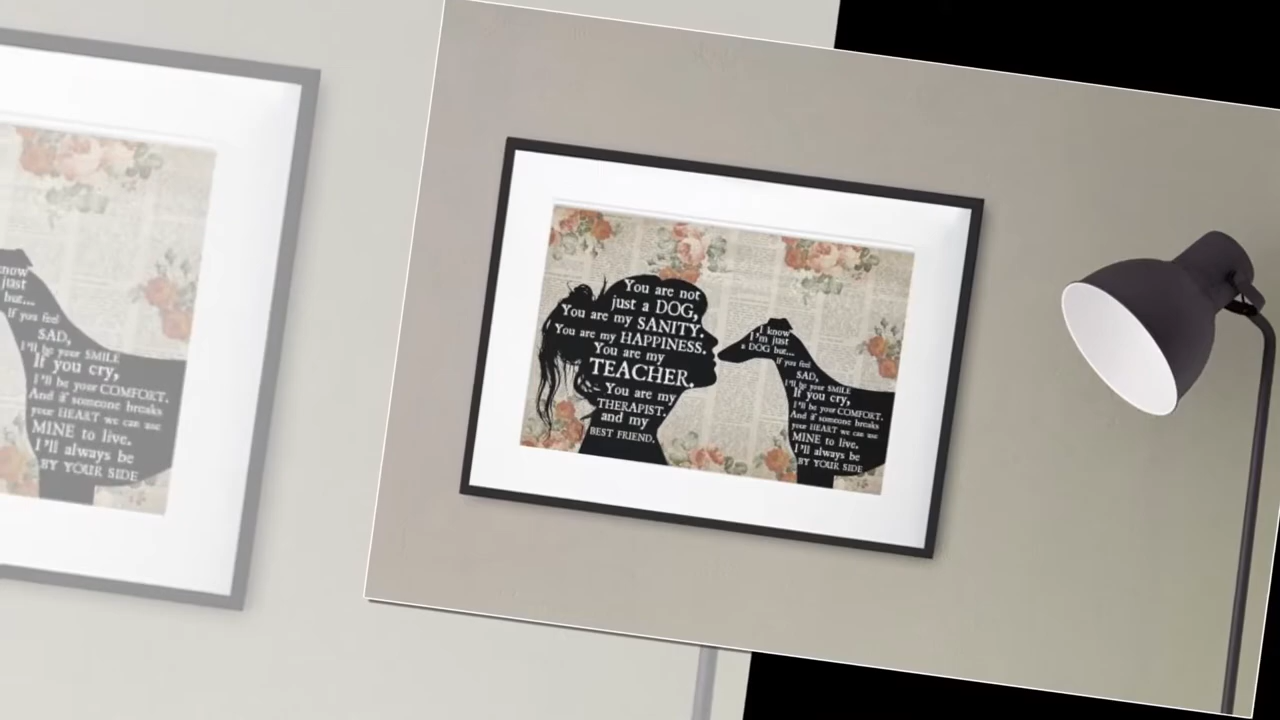 know
just
but...
If you feel
SAD,
I'll be your SMILE
If you cry,
I'll be your COMFORT.
And if someone breaks
your HEART we can use
MINE to live.
I'll always be
BY YOUR SIDE
You are not
just a DOG,
You are my SANITY.
You are my HAPPINESS.
You are my
TEACHER.
You are my
THERAPIST.
and my
BEST FRIEND.
I know
I'm just
a DOG but...
If you feel
SAD,
I'll be your SMILE
If you cry,
I'll be your COMFORT.
And if someone breaks
your HEART we can use
MINE to live.
I'll always be
BY YOUR SIDE